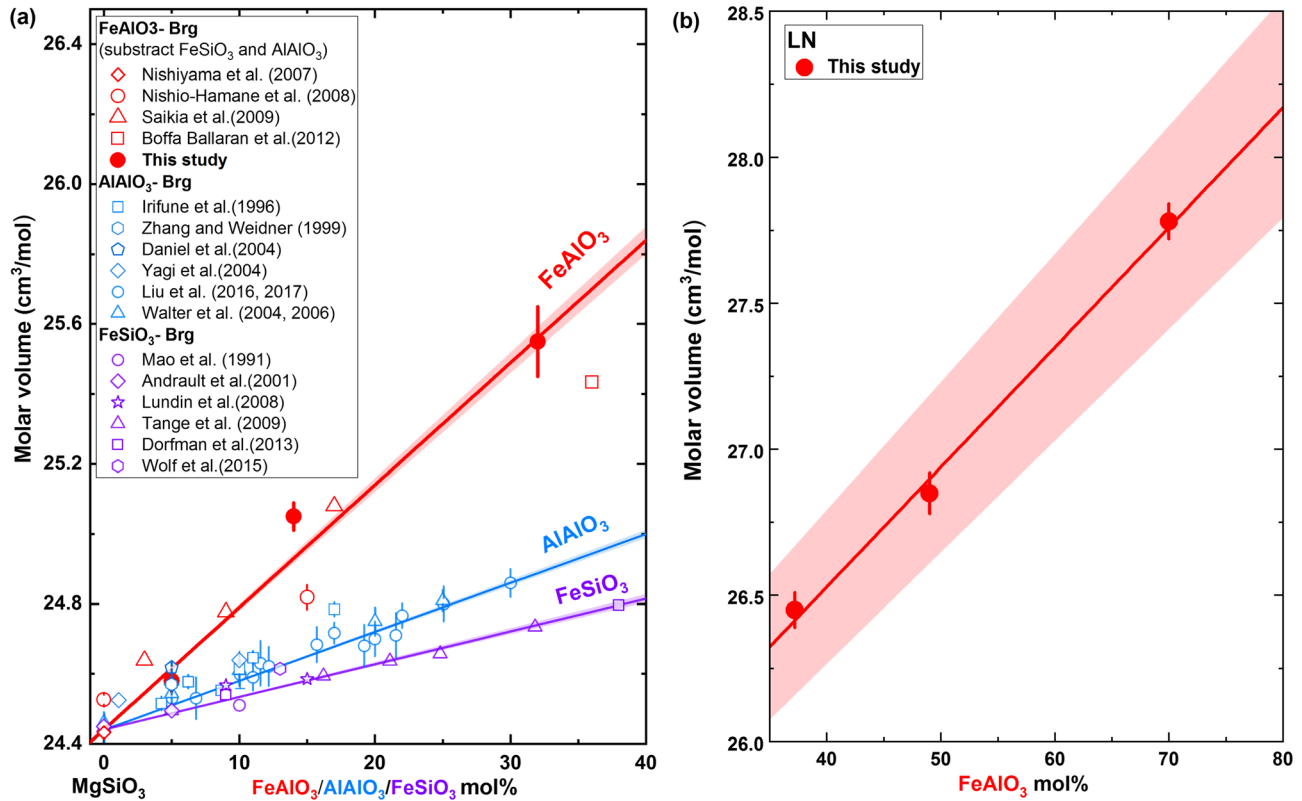 (a)
FeAlO3- Brg
(substract FeSiO₃ and AlAlO₃)
Nishiyama et al. (2007)
Nishio-Hamane et al. (2008)
Saikia et al.(2009)
Boffa Ballaran et al.(2012)
This study
AlAlO₃- Brg
Irifune et al.(1996)
Zhang and Weidner (1999)
Daniel et al.(2004)
Yagi et al.(2004)
Liu et al. (2016, 2017)
Walter et al. (2004, 2006)
FeSiO₃- Brg
Mao et al. (1991)
Andrault et al.(2001)
Lundin et al.(2008)
Tange et al. (2009)
Dorfman et al.(2013)
Wolf et al.(2015)
FeAlO₃
AlAlO₃
FeSiO₃
Molar volume (cm³/mol)
26.4
26.0
25.6
25.2
24.8
24.4
0
10
20
30
40
MgSiO₃
FeAlO₃/AlAlO₃/FeSiO₃ mol%
(b)
LN
This study
Molar volume (cm³/mol)
28.5
28.0
27.5
27.0
26.5
26.0
40
50
60
70
80
FeAlO₃ mol%